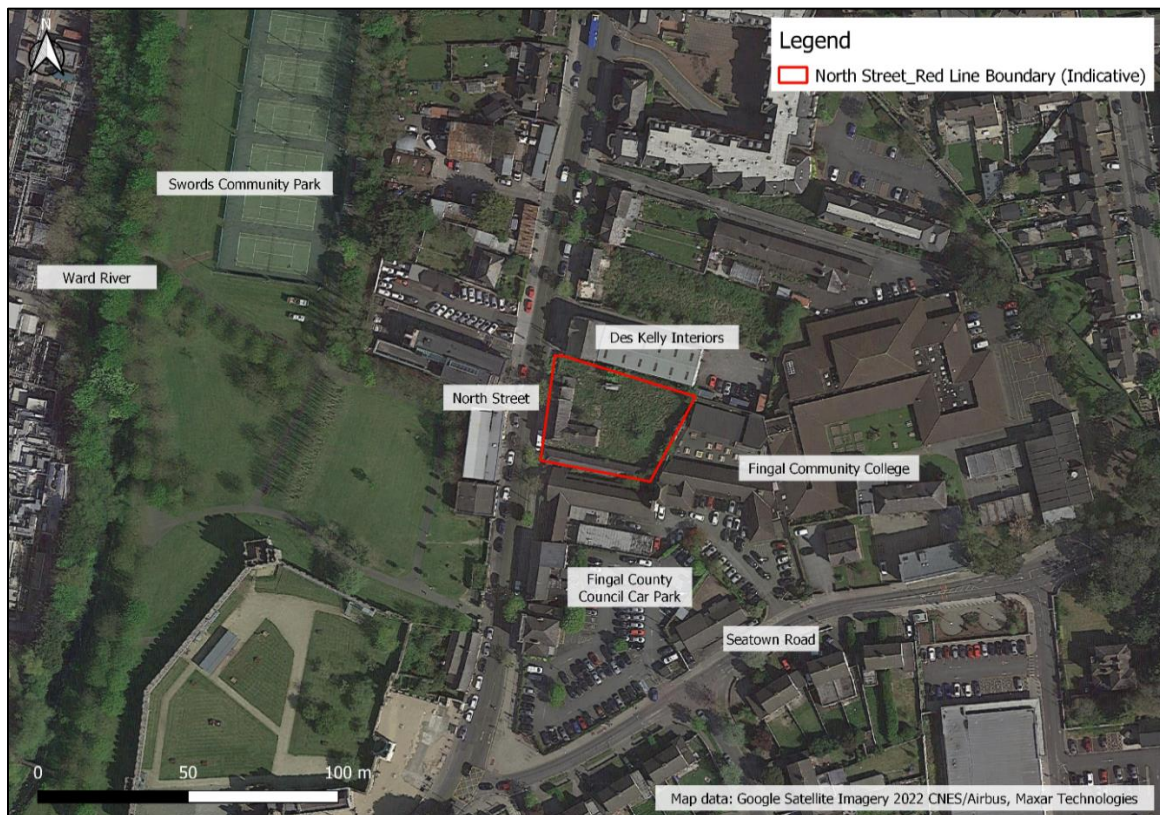 N
Legend
North Street_Red Line Boundary (Indicative)
Swords Community Park
Ward River
Des Kelly Interiors
North Street
Fingal Community College
Fingal County
Council Car Park
Seatown Road
0 50 100 m
Map data: Google Satellite Imagery 2022 CNES/Airbus, Maxar Technologies